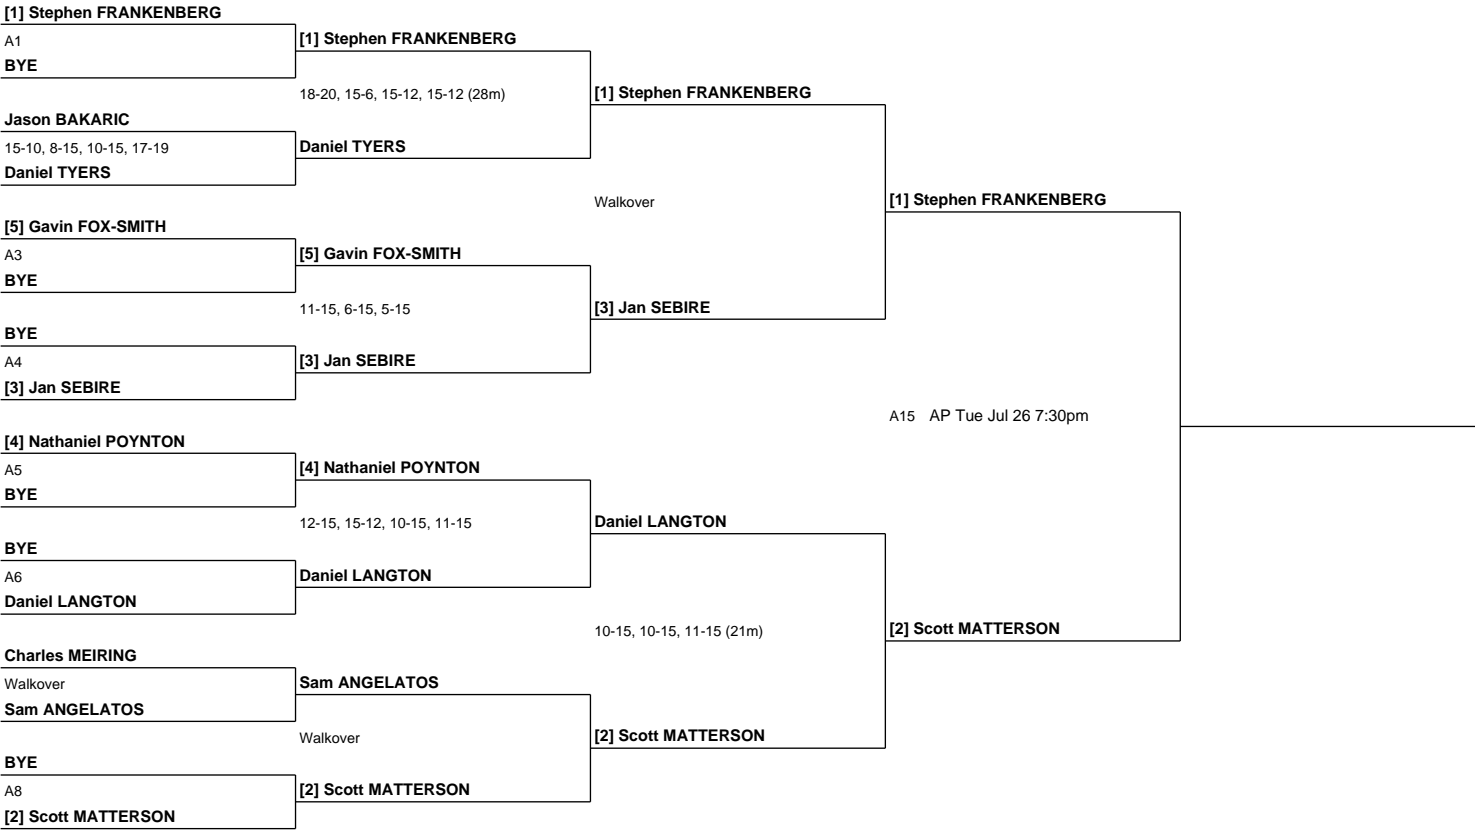 [1] Stephen FRANKENBERG
A1
BYE
[1] Stephen FRANKENBERG
18-20, 15-6, 15-12, 15-12 (28m)
Jason BAKARIC
15-10, 8-15, 10-15, 17-19
Daniel TYERS
Daniel TYERS
[1] Stephen FRANKENBERG
Walkover
[5] Gavin FOX-SMITH
A3
BYE
[5] Gavin FOX-SMITH
11-15, 6-15, 5-15
BYE
A4
[3] Jan SEBIRE
[3] Jan SEBIRE
[3] Jan SEBIRE
[1] Stephen FRANKENBERG
A15 AP Tue Jul 26 7:30pm
[4] Nathaniel POYNTON
A5
BYE
[4] Nathaniel POYNTON
12-15, 15-12, 10-15, 11-15
BYE
A6
Daniel LANGTON
Daniel LANGTON
Daniel LANGTON
10-15, 10-15, 11-15 (21m)
Charles MEIRING
Walkover
Sam ANGELATOS
Sam ANGELATOS
Walkover
BYE
A8
[2] Scott MATTERSON
[2] Scott MATTERSON
[2] Scott MATTERSON
[2] Scott MATTERSON